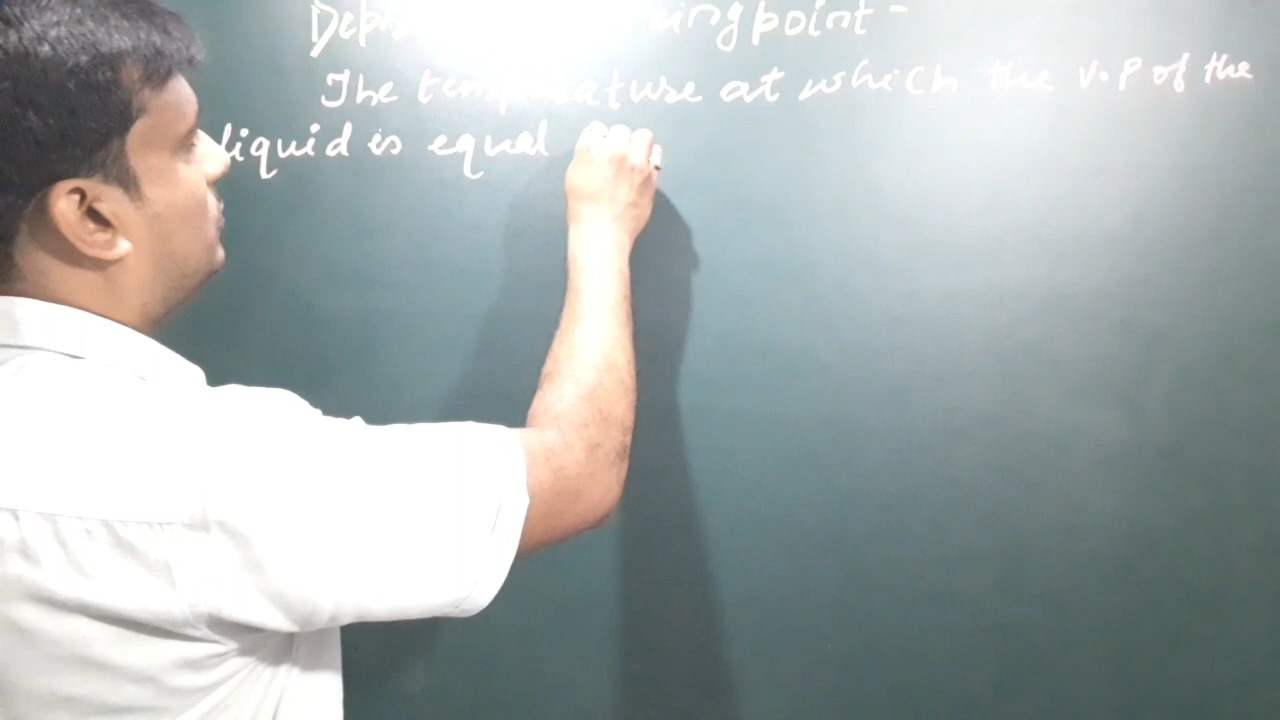 point -
The temperature at which the V.P of the
liquid is equal